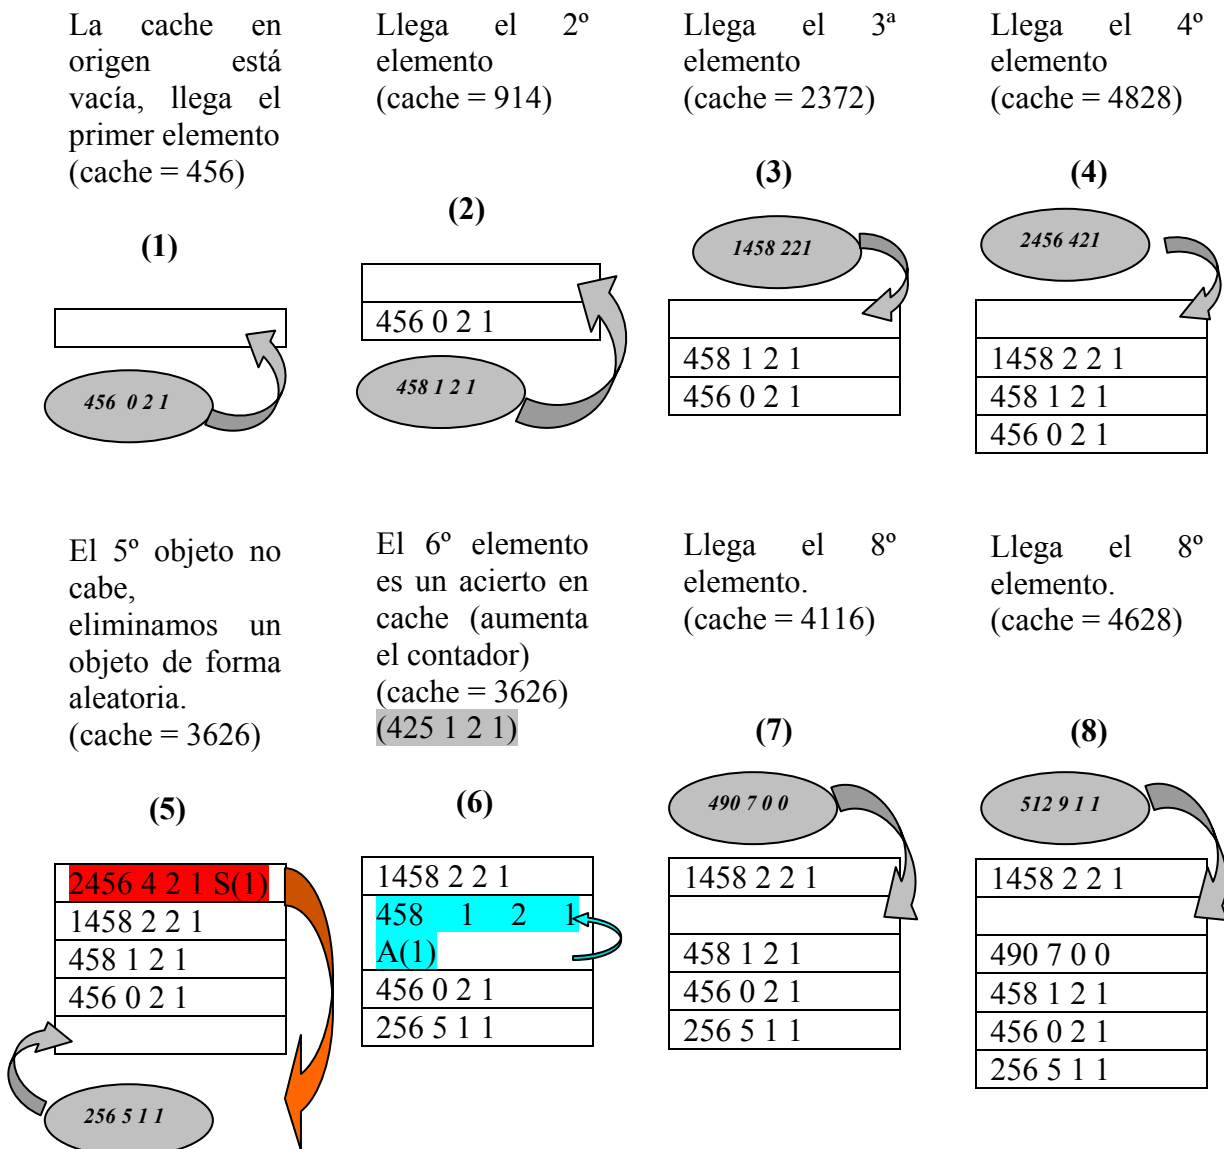 La cache en
origen está
vacía, llega el
primer elemento
(cache = 456)
(1)
456 0 2 1
Llega el 2º
elemento
(cache = 914)
(2)
456 0 2 1
458 1 2 1
Llega el 3ª
elemento
(cache = 2372)
(3)
1458 221
458 1 2 1
456 0 2 1
Llega el 4º
elemento
(cache = 4828)
(4)
2456 421
1458 2 2 1
458 1 2 1
456 0 2 1
El 5º objeto no
cabe,
eliminamos un
objeto de forma
aleatoria.
(cache = 3626)
(5)
2456 4 2 1 S(1)
1458 2 2 1
458 1 2 1
456 0 2 1
256 5 1 1
El 6º elemento
es un acierto en
cache (aumenta
el contador)
(cache = 3626)
(425 1 2 1)
(6)
1458 2 2 1
458 1 2 1
A(1)
456 0 2 1
256 5 1 1
Llega el 8º
elemento.
(cache = 4116)
(7)
490 7 0 0
1458 2 2 1
458 1 2 1
456 0 2 1
256 5 1 1
Llega el 8º
elemento.
(cache = 4628)
(8)
512 9 1 1
1458 2 2 1
490 7 0 0
458 1 2 1
456 0 2 1
256 5 1 1